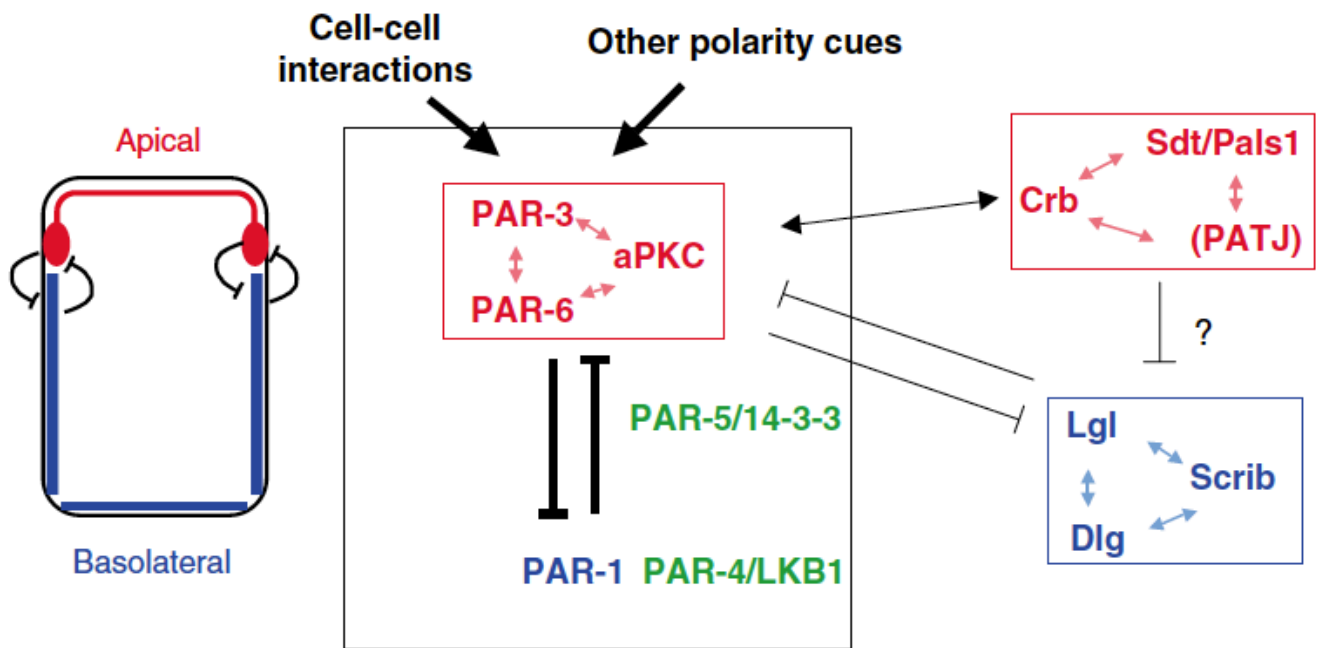 Cell-cell
interactions
Other polarity cues
Apical
Basolateral
PAR-3
aPKC
PAR-6
PAR-5/14-3-3
PAR-1 PAR-4/LKB1
Sdt/Pals1
Crb
(PATJ)
?
Lgl
Scrib
Dlg